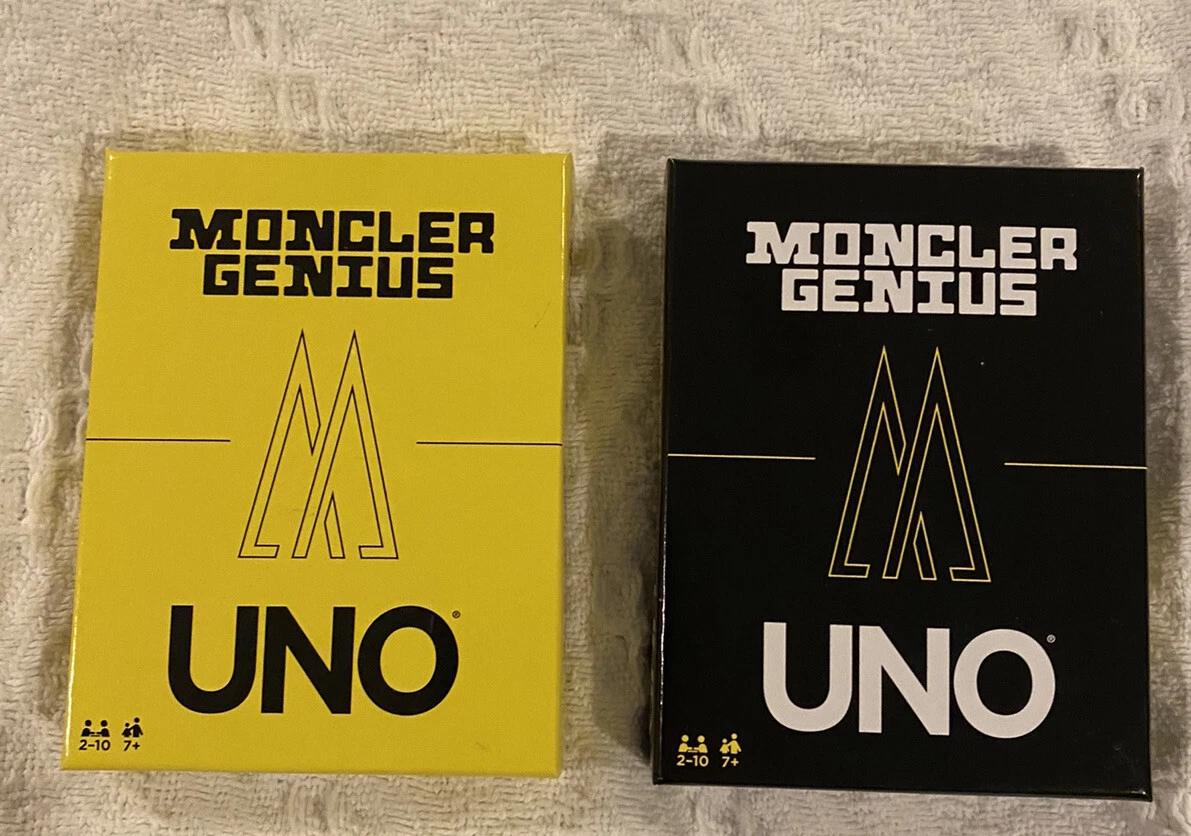 MONCLER
GENIUS
UNO®
2-10 7+
MONCLER
GENIUS
UNO®
2-10 7+